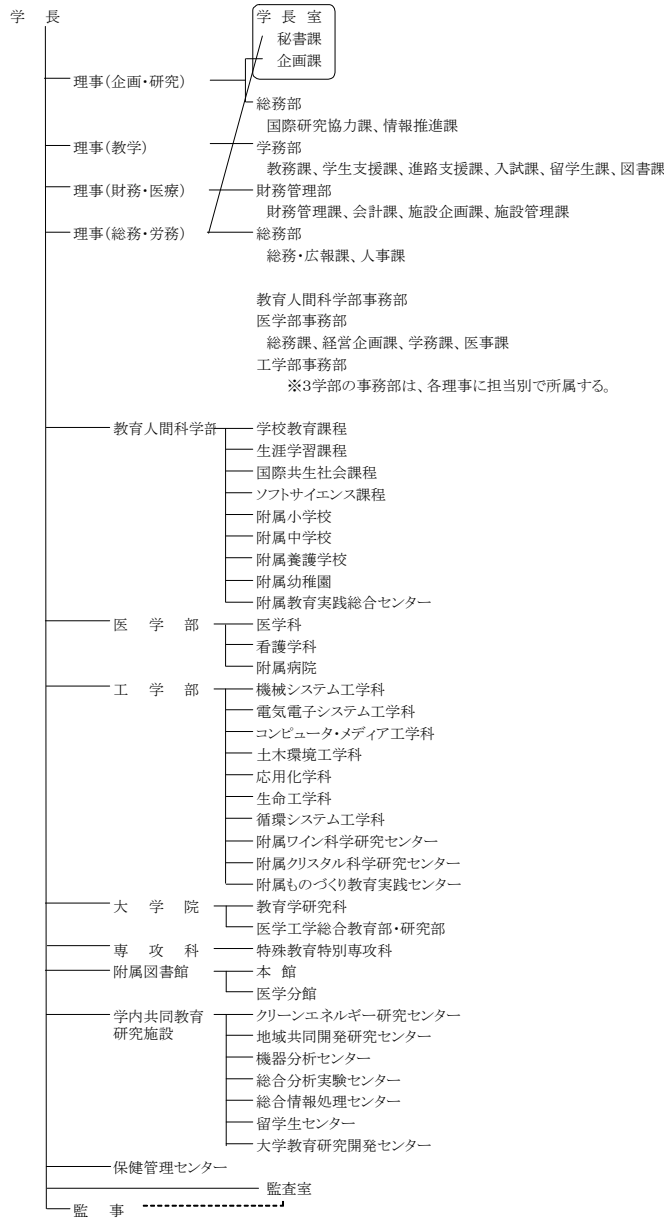 学　長
学 長 室
秘書課
企画課
理事(企画・研究)
総務部
国際研究協力課、情報推進課
理事(教学)
学務部
教務課、学生支援課、進路支援課、入試課、留学生課、図書課
理事(財務・医療)
財務管理部
財務管理課、会計課、施設企画課、施設管理課
理事(総務・労務)
総務部
総務・広報課、人事課
教育人間科学部事務部
医学部事務部
総務課、経営企画課、学務課、医事課
工学部事務部
※3学部の事務部は、各理事に担当別で所属する。
教育人間科学部
学校教育課程
生涯学習課程
国際共生社会課程
ソフトサイエンス課程
附属小学校
附属中学校
附属養護学校
附属幼稚園
附属教育実践総合センター
医　学　部
医学科
看護学科
附属病院
工　学　部
機械システム工学科
電気電子システム工学科
コンピュータ・メディア工学科
土木環境工学科
応用化学科
生命工学科
循環システム工学科
附属ワイン科学研究センター
附属クリスタル科学研究センター
附属ものづくり教育実践センター
大　学　院
教育学研究科
医学工学総合教育部・研究部
専　攻　科
特殊教育特別専攻科
附属図書館
本 館
医学分館
学内共同教育
研究施設
クリーンエネルギー研究センター
地域共同開発研究センター
機器分析センター
総合分析実験センター
総合情報処理センター
留学生センター
大学教育研究開発センター
保健管理センター
監査室
監　事